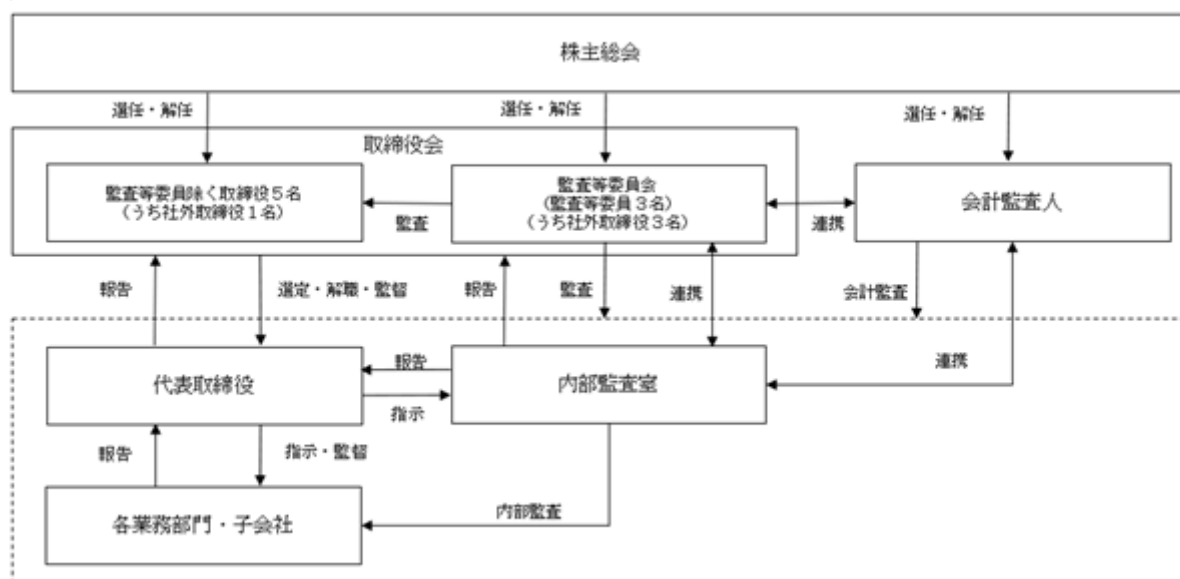 株主総会
選任・解任
選任・解任
選任・解任
取締役会
監査等委員除く取締役５名
（うち社外取締役１名）
監査
監査等委員会
(監査等委員３名)
（うち社外取締役３名）
連携
会計監査人
報告
選定・解職・監督
報告
監査
連携
会計監査
代表取締役
報告
指示
内部監査室
連携
報告
指示・監督
各業務部門・子会社
内部監査